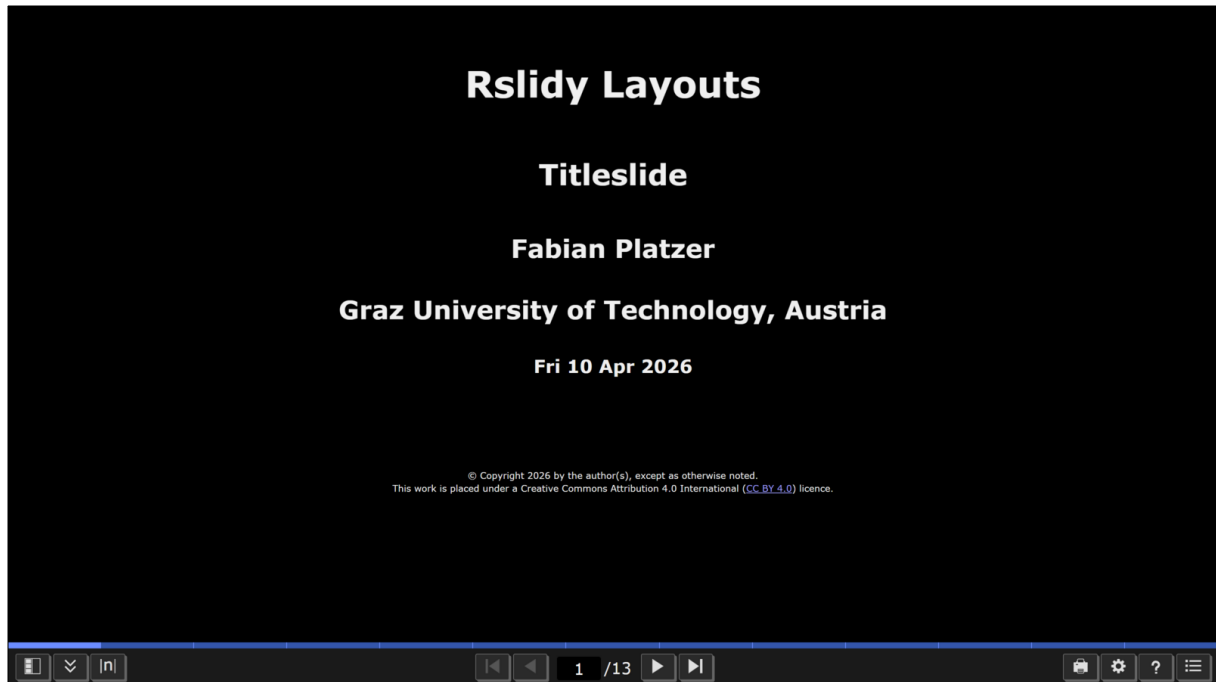 Rslidy Layouts
Titleslide
Fabian Platzer
Graz University of Technology, Austria
Fri 10 Apr 2026
© Copyright 2026 by the author(s), except as otherwise noted.
This work is placed under a Creative Commons Attribution 4.0 International (CC BY 4.0) licence.
|n| 1 /13 ?